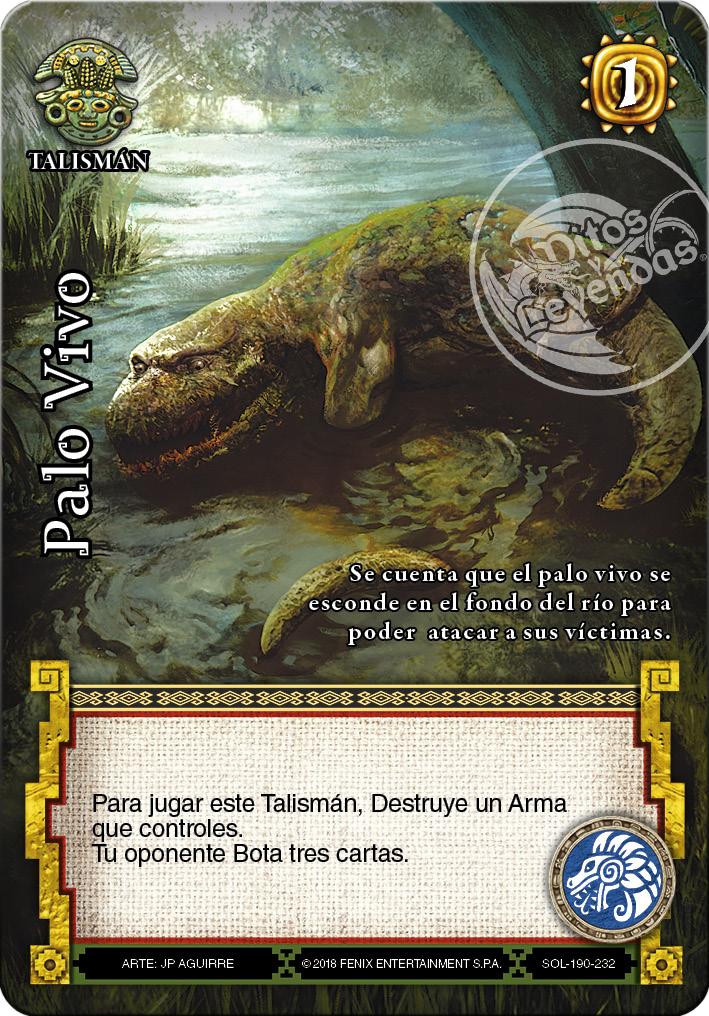 TALISMÁN
1
Mitos
y
Leyendas®
Palo Vivo
Se cuenta que el palo vivo se
esconde en el fondo del río para
poder atacar a sus víctimas.
Para jugar este Talismán, Destruye un Arma
que controles.
Tu oponente Bota tres cartas.
ARTE: JP AGUIRRE
©2018 FENIX ENTERTAINMENT S.P.A.
SOL-190-232